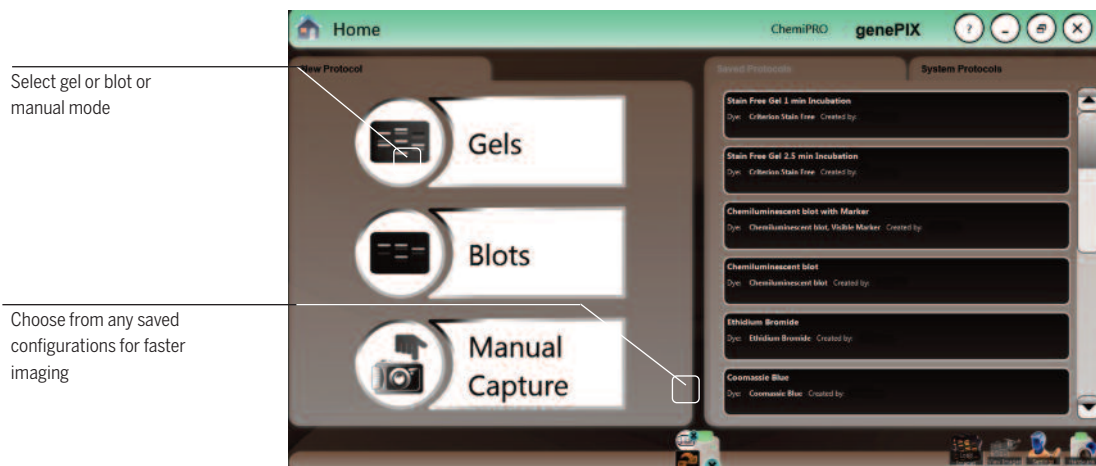 Home
ChemiPRO genePIX ?
Select gel or blot or
manual mode
New Protocol
Gels
Blots
Manual
Capture
Choose from any saved
configurations for faster
imaging
Saved Protocols System Protocols
Stain Free Gel 1 min Incubation
Dye: Criterion Stain Free Created by:
Stain Free Gel 2.5 min Incubation
Dye: Criterion Stain Free Created by:
Chemiluminescent blot with Marker
Dye: Chemiluminescent blot, Visible Marker Created by:
Chemiluminescent blot
Dye: Chemiluminescent blot Created by:
Ethidium Bromide
Dye: Ethidium Bromide Created by:
Coomassie Blue
Dye: Coomassie Blue Created by: